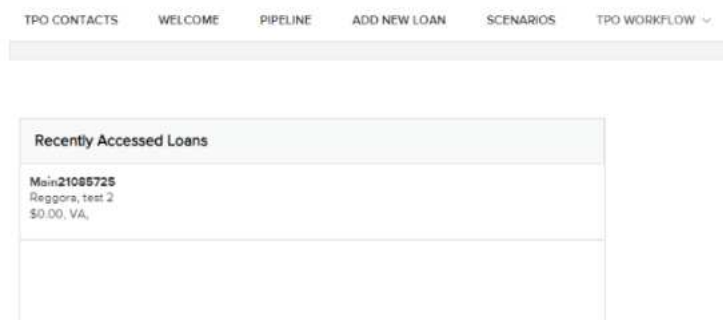 TPO CONTACTS WELCOME PIPELINE ADD NEW LOAN SCENARIOS TPO WORKFLOW
Recently Accessed Loans
Main21085725
Reggora, test 2
$0.00, VA,